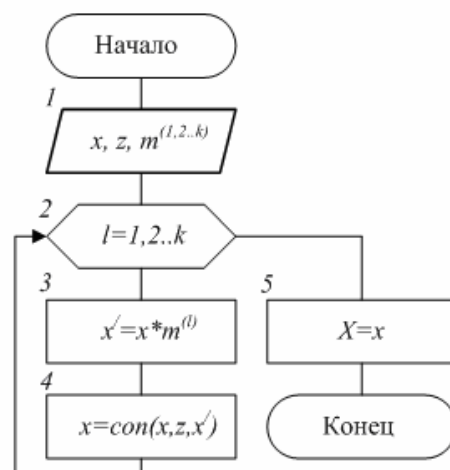 Начало
1
x, z, m^(1,2..k)
2
l=1,2..k
3
x′=x*m^(l)
5
X=x
4
x=con(x,z,x′)
Конец